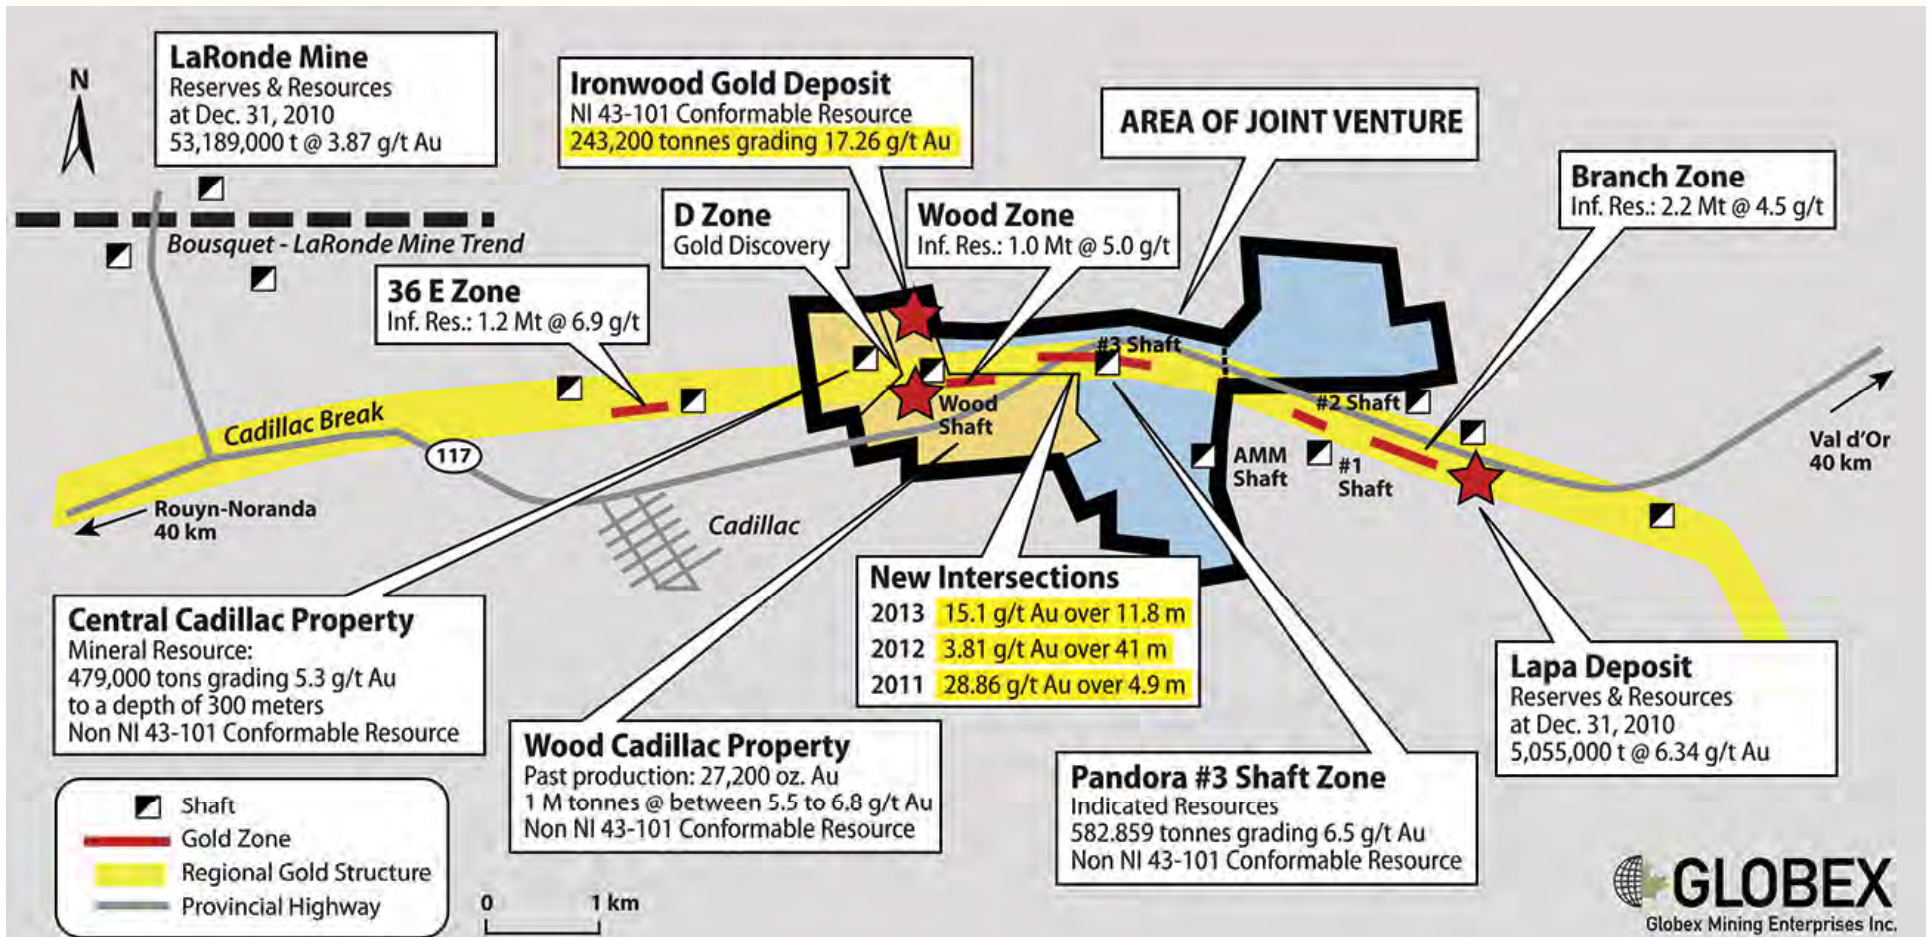 N
LaRonde Mine
Reserves & Resources
at Dec. 31, 2010
53,189,000 t @ 3.87 g/t Au
Ironwood Gold Deposit
NI 43-101 Conformable Resource
243,200 tonnes grading 17.26 g/t Au
AREA OF JOINT VENTURE
Branch Zone
Inf. Res.: 2.2 Mt @ 4.5 g/t
D Zone
Gold Discovery
Wood Zone
Inf. Res.: 1.0 Mt @ 5.0 g/t
Bousquet - LaRonde Mine Trend
36 E Zone
Inf. Res.: 1.2 Mt @ 6.9 g/t
#3 Shaft
Wood
Shaft
#2 Shaft
Cadillac Break
117
AMM
Shaft
#1
Shaft
Val d'Or
40 km
Rouyn-Noranda
40 km
Cadillac
New Intersections
2013 15.1 g/t Au over 11.8 m
2012 3.81 g/t Au over 41 m
2011 28.86 g/t Au over 4.9 m
Central Cadillac Property
Mineral Resource:
479,000 tons grading 5.3 g/t Au
to a depth of 300 meters
Non NI 43-101 Conformable Resource
Lapa Deposit
Reserves & Resources
at Dec. 31, 2010
5,055,000 t @ 6.34 g/t Au
Wood Cadillac Property
Past production: 27,200 oz. Au
1 M tonnes @ between 5.5 to 6.8 g/t Au
Non NI 43-101 Conformable Resource
Pandora #3 Shaft Zone
Indicated Resources
582.859 tonnes grading 6.5 g/t Au
Non NI 43-101 Conformable Resource
Shaft
Gold Zone
Regional Gold Structure
Provincial Highway
0 1 km
GLOBEX
Globex Mining Enterprises Inc.